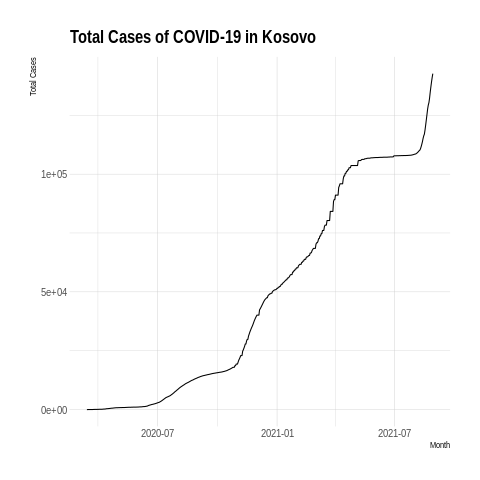 Total Cases of COVID-19 in Kosovo
Total Cases
1e+05
5e+04
0e+00
2020-07 2021-01 2021-07
Month